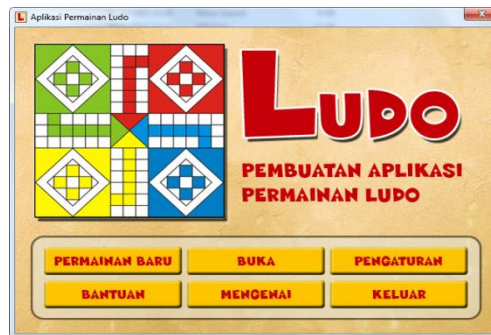 Aplikasi Permainan Ludo
LUDO
PEMBUATAN APLIKASI
PERMAINAN LUDO
PERMAINAN BARU
BUKA
PENGATURAN
BANTUAN
MENGENAI
KELUAR